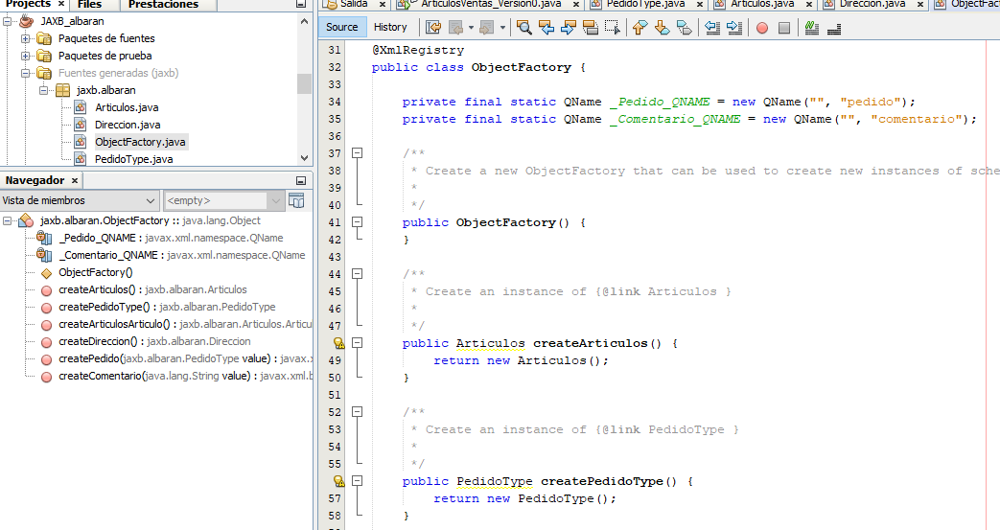 Projects × Files Prestaciones
JAXB_albaran
Paquetes de fuentes
Paquetes de prueba
Fuentes generadas (jaxb)
jaxb.albaran
Articulos.java
Direccion.java
ObjectFactory.java
PedidoType.java
Navegador ×
Vista de miembros <empty>
jaxb.albaran.ObjectFactory :: java.lang.Object
_Pedido_QNAME : javax.xml.namespace.QName
_Comentario_QNAME : javax.xml.namespace.QName
ObjectFactory()
createArticulos() : jaxb.albaran.Articulos
createPedidoType() : jaxb.albaran.PedidoType
createArticulosArticulo() : jaxb.albaran.Articulos.Articu
createDireccion() : jaxb.albaran.Direccion
createPedido(jaxb.albaran.PedidoType value) : javax.x
createComentario(java.lang.String value) : javax.xml.b
Salida × ArticulosVentas_Version0.java × PedidoType.java × Articulos.java × Direccion.java × ObjectFact
Source History
31 @XmlRegistry
32 public class ObjectFactory {
33
34 private final static QName _Pedido_QNAME = new QName("", "pedido");
35 private final static QName _Comentario_QNAME = new QName("", "comentario");
36
37 /**
38 * Create a new ObjectFactory that can be used to create new instances of sche
39 *
40 */
41 public ObjectFactory() {
42 }
43
44 /**
45 * Create an instance of {@link Articulos }
46 *
47 */
public Articulos createArticulos() {
49 return new Articulos();
50 }
51
52 /**
53 * Create an instance of {@link PedidoType }
54 *
55 */
public PedidoType createPedidoType() {
57 return new PedidoType();
58 }